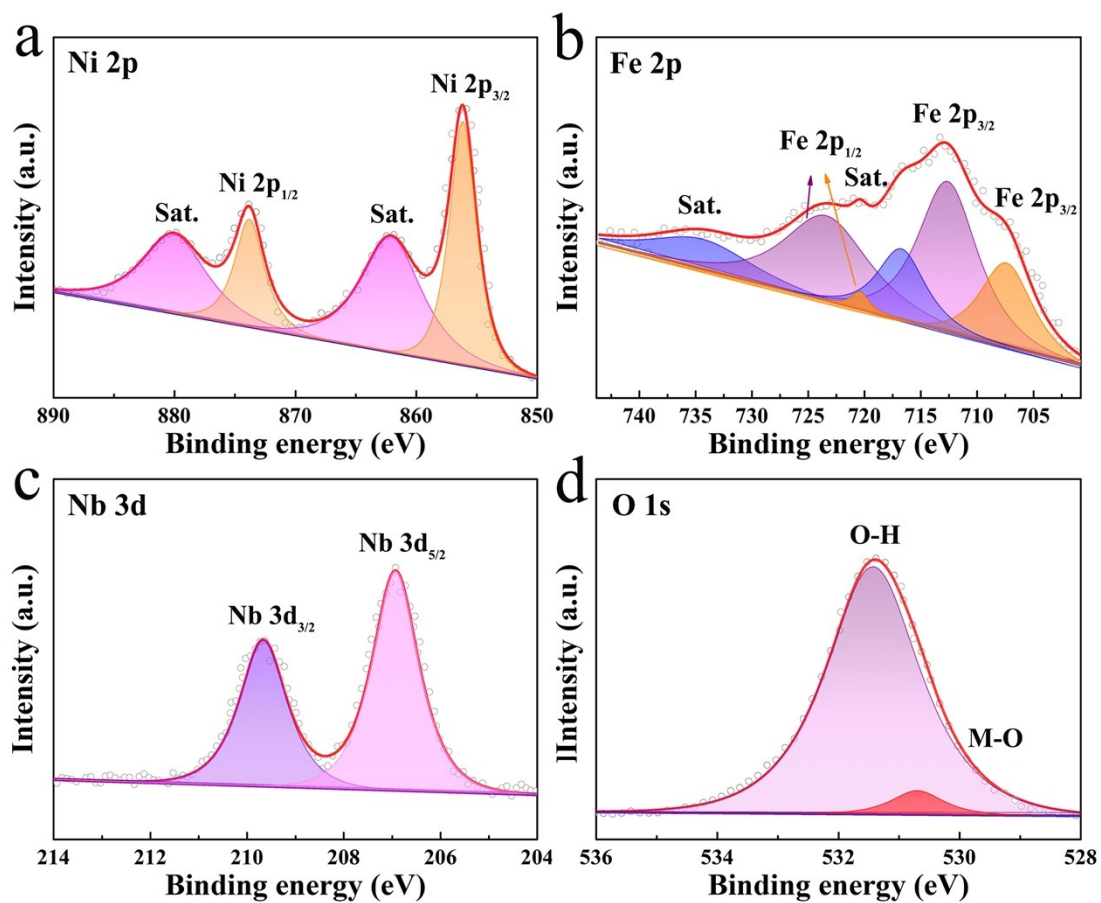 a
Ni 2p
Ni 2p3/2
Ni 2p1/2
Sat.
Sat.
Intensity (a.u.)
890 880 870 860 850
Binding energy (eV)
b
Fe 2p
Fe 2p3/2
Fe 2p1/2
Sat.
Sat.
Fe 2p3/2
Intensity (a.u.)
740 735 730 725 720 715 710 705
Binding energy (eV)
c
Nb 3d
Nb 3d5/2
Nb 3d3/2
Intensity (a.u.)
214 212 210 208 206 204
Binding energy (eV)
d
O 1s
O-H
M-O
lIntensity (a.u.)
536 534 532 530 528
Binding energy (eV)